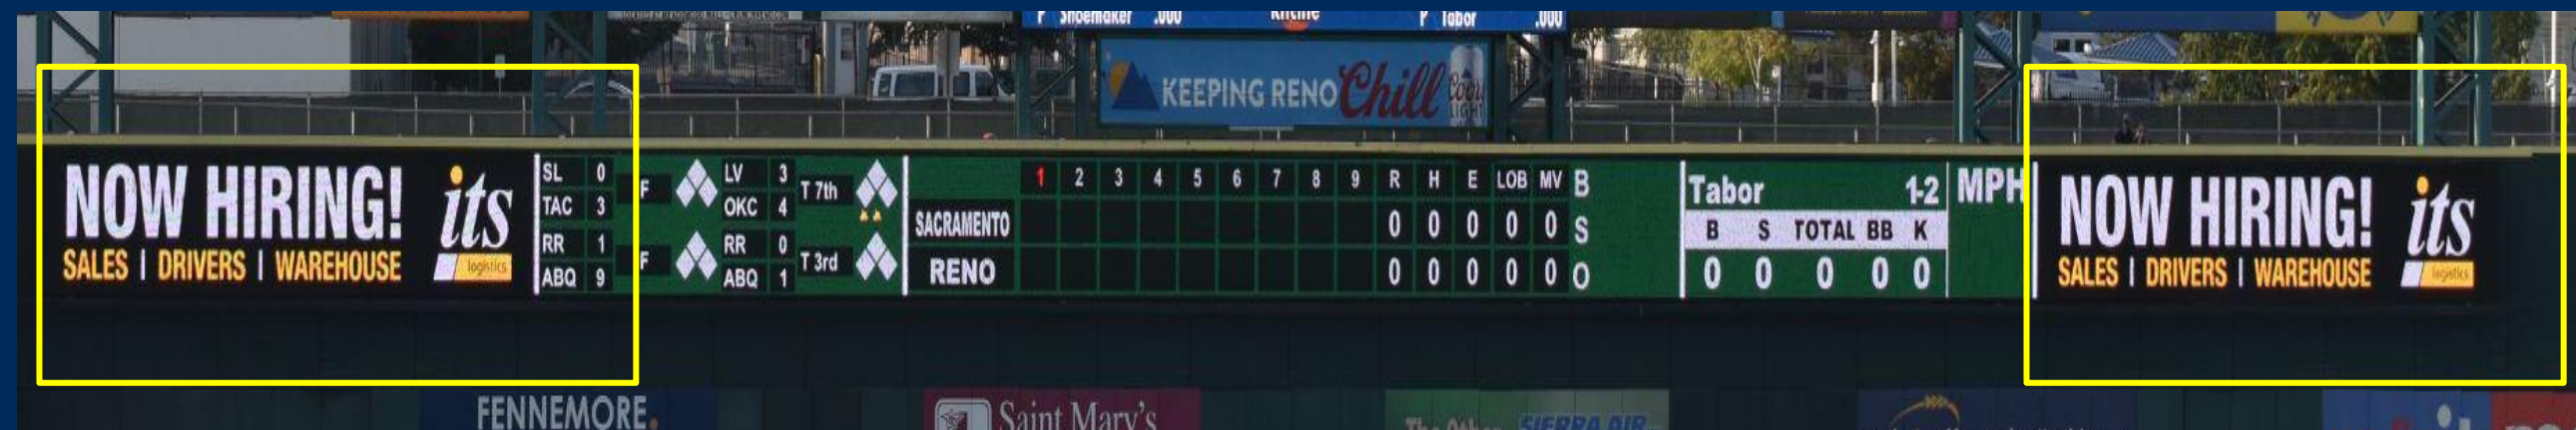 P Shoemaker .000
P Tabor .000
KEEPING RENO Chill
Coors
LIGHT
NOW HIRING!
SALES | DRIVERS | WAREHOUSE
its
logistics
SL 0
TAC 3
F
RR 1
ABQ 9
F
LV 3
OKC 4
T 7th
RR 0
ABQ 1
T 3rd
1 2 3 4 5 6 7 8 9 R H E LOB MV B
SACRAMENTO 0 0 0 0 0 S
RENO 0 0 0 0 0 O
Tabor 1-2 MPH
B S TOTAL BB K
0 0 0 0 0
NOW HIRING!
SALES | DRIVERS | WAREHOUSE
its
logistics
FENNEMORE.
Saint Mary's
The Other
SIERRA AIR